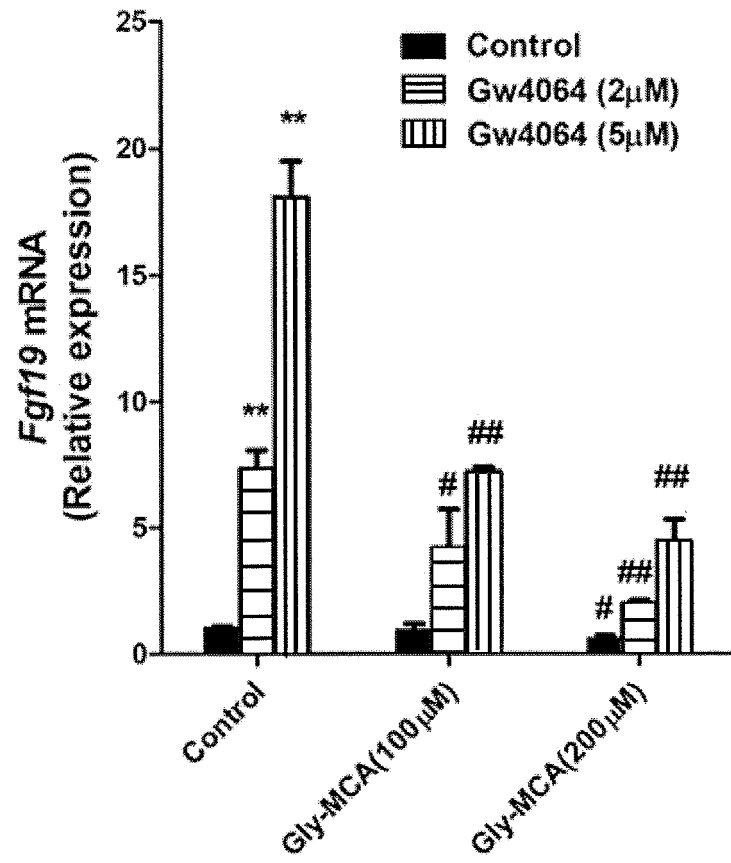 25
20
15
10
5
0
Fgf19 mRNA
(Relative expression)
Control
Gw4064 (2μM)
Gw4064 (5μM)
**
**
#
##
#
##
##
Control
Gly-MCA(100μM)
Gly-MCA(200μM)